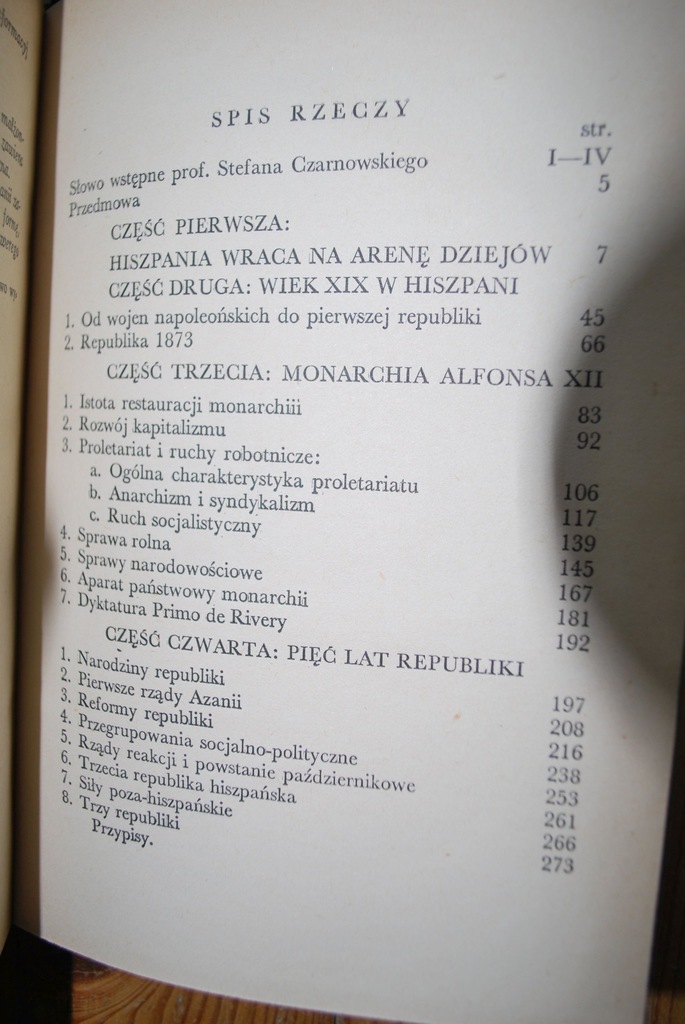 SPIS RZECZY
str.
Słowo wstępne prof. Stefana Czarnowskiego I—IV
Przedmowa 5
CZĘŚĆ PIERWSZA:
HISZPANIA WRACA NA ARENĘ DZIEJÓW 7
CZĘŚĆ DRUGA: WIEK XIX W HISZPANI
1. Od wojen napoleońskich do pierwszej republiki 45
2. Republika 1873 66
CZĘŚĆ TRZECIA: MONARCHIA ALFONSA XII
1. Istota restauracji monarchiii 83
2. Rozwój kapitalizmu 92
3. Proletariat i ruchy robotnicze:
a. Ogólna charakterystyka proletariatu 106
b. Anarchizm i syndykalizm 117
c. Ruch socjalistyczny 139
4. Sprawa rolna 145
5. Sprawy narodowościowe 167
6. Aparat państwowy monarchii 181
7. Dyktatura Primo de Rivery 192
CZĘŚĆ CZWARTA: PIĘĆ LAT REPUBLIKI
1. Narodziny republiki 197
2. Pierwsze rządy Azanii 208
3. Reformy republiki 216
4. Przegrupowania socjalno-polityczne 238
5. Rządy reakcji i powstanie październikowe 253
6. Trzecia republika hiszpańska 261
7. Siły poza-hiszpańskie 266
8. Trzy republiki 273
Przypisy.